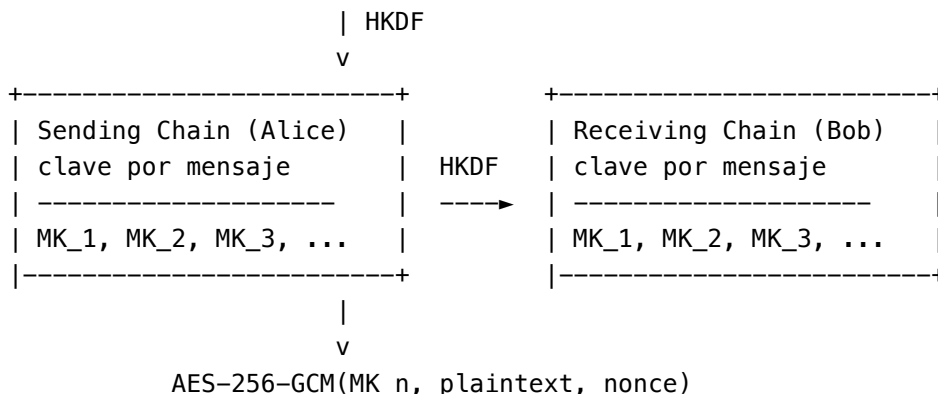 | HKDF
v
+-------------------------+ +-------------------------+
| Sending Chain (Alice) | | Receiving Chain (Bob) |
| clave por mensaje | HKDF | clave por mensaje |
| -------------------- | ----► | -------------------- |
| MK_1, MK_2, MK_3, ... | | MK_1, MK_2, MK_3, ... |
|-------------------------+ |-------------------------+
|
v
AES-256-GCM(MK_n, plaintext, nonce)